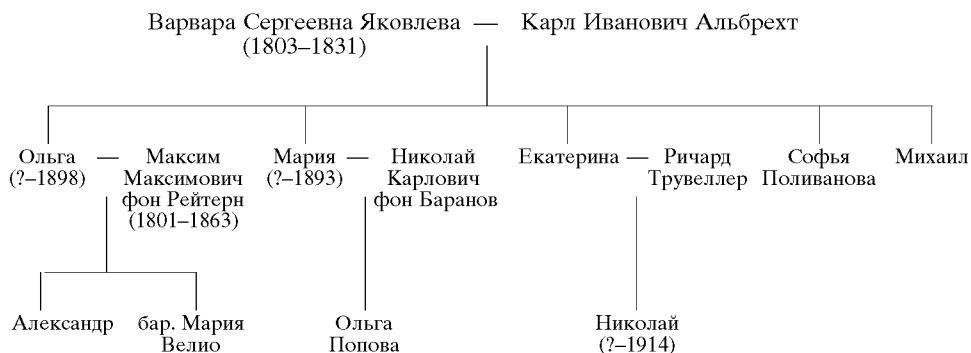 Варвара Сергеевна Яковлева — Карл Иванович Альбрехт
(1803–1831)
Ольга — Максим
(?–1898) Максимович
фон Рейтерн
(1801–1863)
Мария — Николай
(?–1893) Карлович
фон Баранов
Екатерина — Ричард
Трувеллер
Софья
Поливанова
Михаил
Александр
бар. Мария
Велио
Ольга
Попова
Николай
(?–1914)